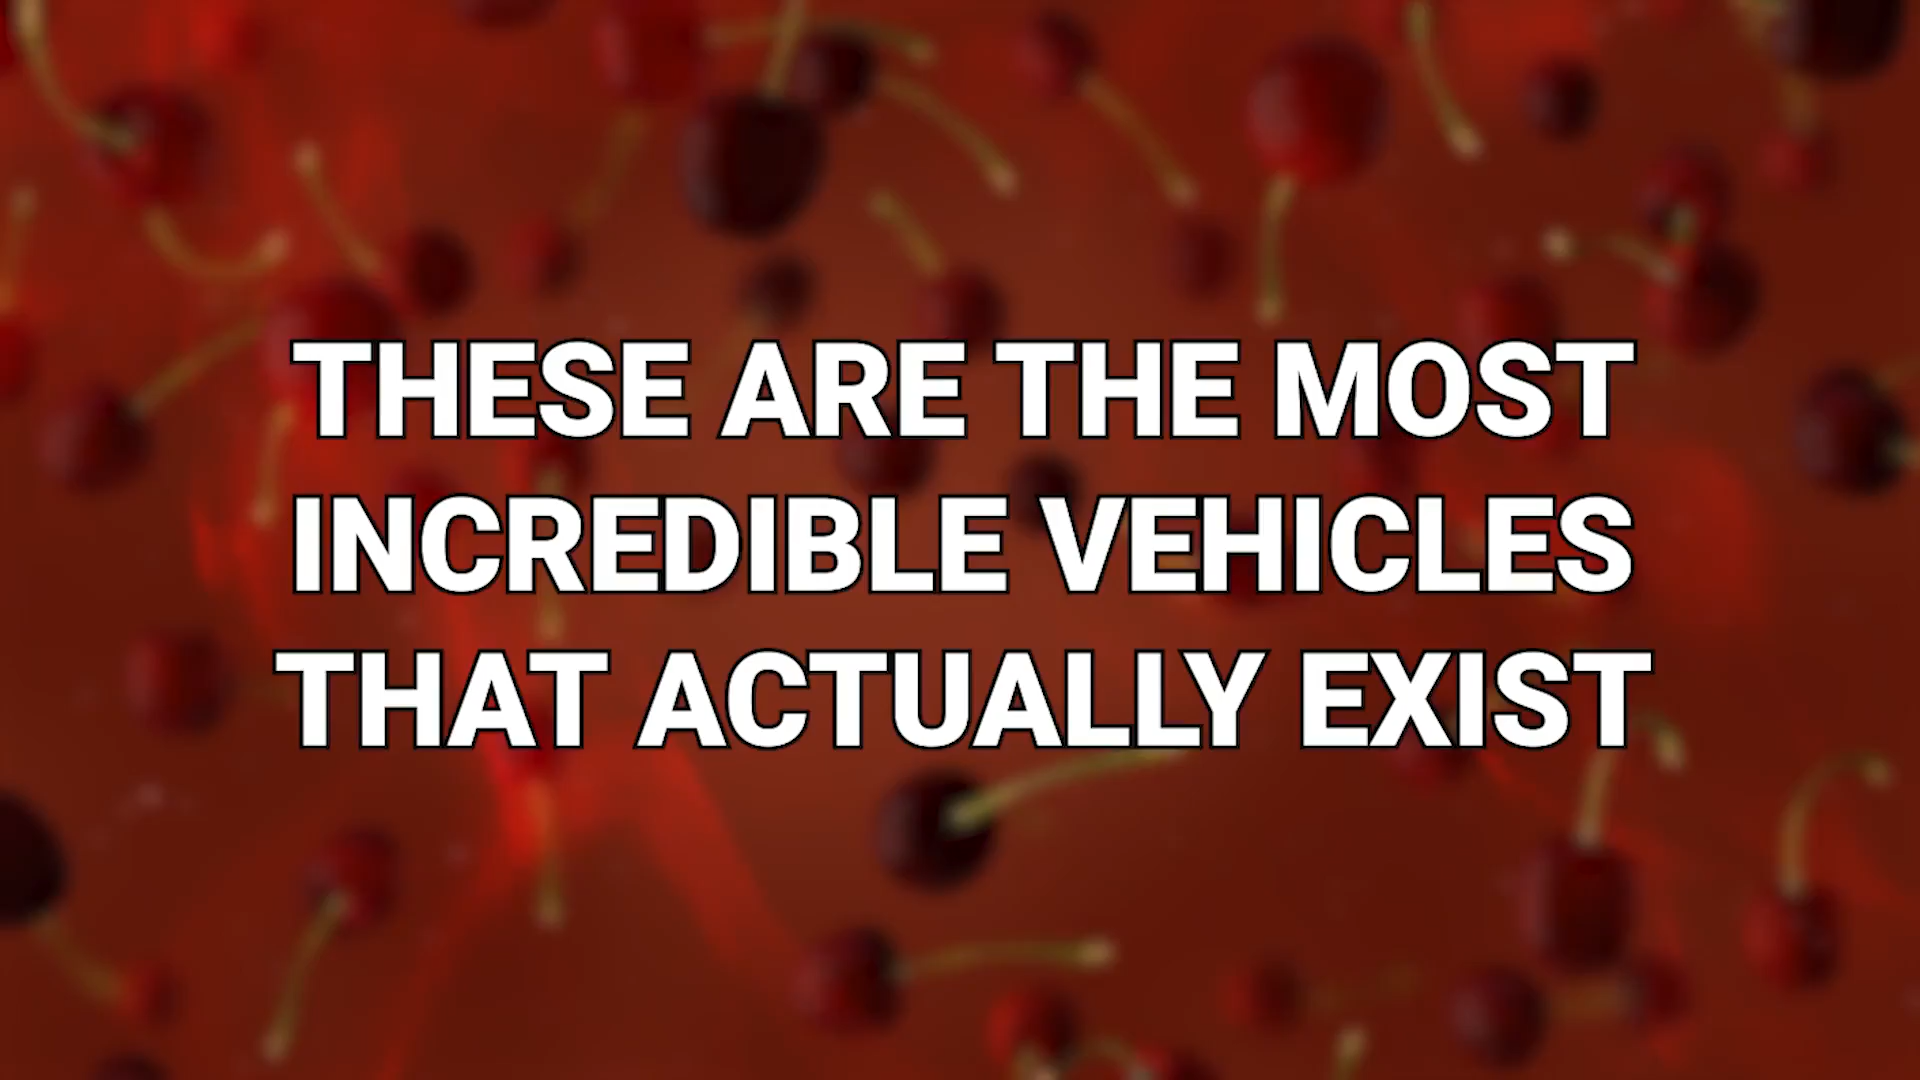 THESE ARE THE MOST
INCREDIBLE VEHICLES
THAT ACTUALLY EXIST